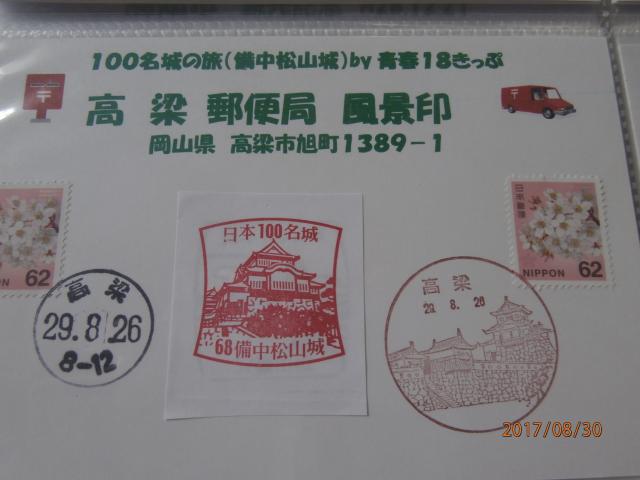 100名城の旅(備中松山城)by 青春18きっぷ
高 梁 郵便局 風景印
岡山県 高梁市旭町1389-1
62
高 梁
29.8.26
8-12
日本100名城
68備中松山城
高梁
29.8.26
日本郵便
NIPPON 62
2017/08/30